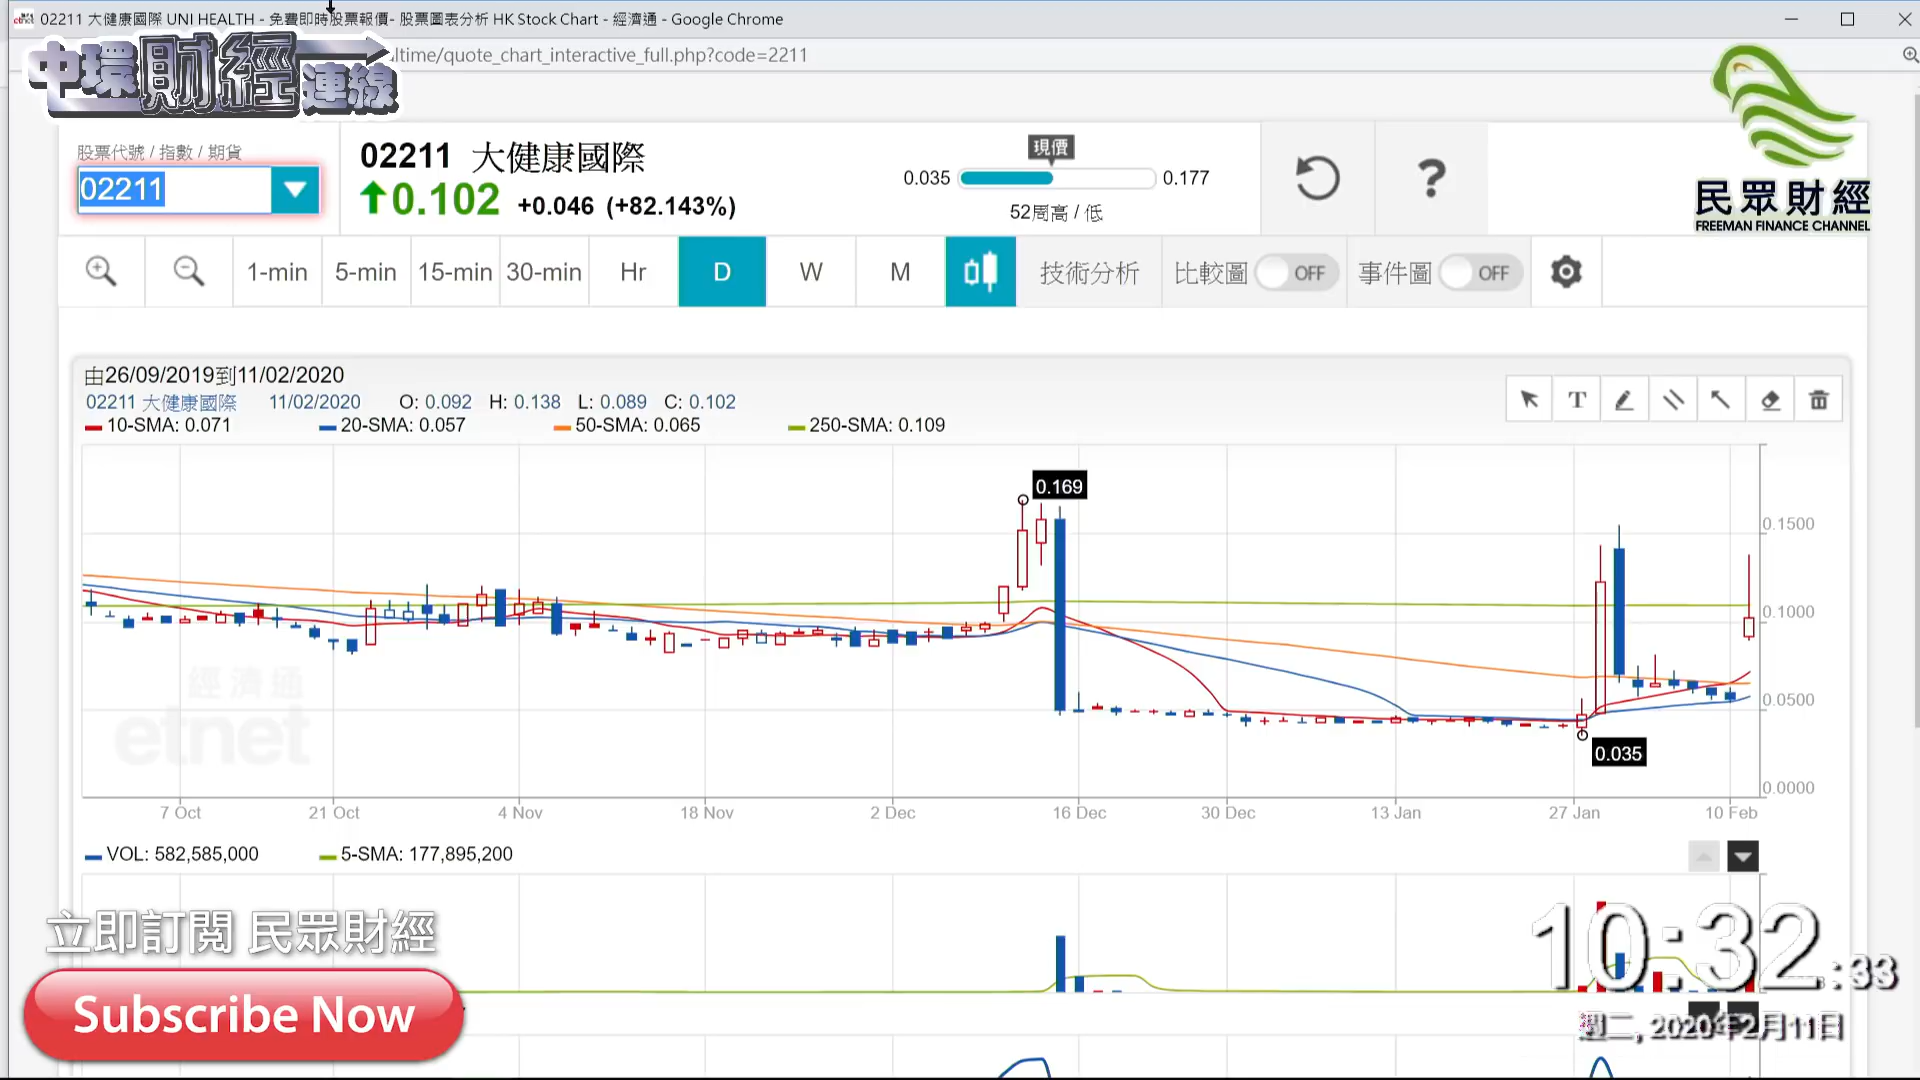 02211 大健康國際 UNI HEALTH - 免費即時股票報價- 股票圖表分析 HK Stock Chart - 經濟通 - Google Chrome
中環財經連線
ltime/quote_chart_interactive_full.php?code=2211
股票代號 / 指數 / 期貨
02211
02211 大健康國際
0.102 +0.046 (+82.143%)
現價
0.035 0.177
52周高 / 低
?
民眾財經
FREEMAN FINANCE CHANNEL
1-min 5-min 15-min 30-min Hr D W M 技術分析 比較圖 OFF 事件圖 OFF
由26/09/2019到11/02/2020
02211 大健康國際 11/02/2020 O: 0.092 H: 0.138 L: 0.089 C: 0.102
T
10-SMA: 0.071 20-SMA: 0.057 50-SMA: 0.065 250-SMA: 0.109
0.169
0.1500
0.1000
0.0500
0.035
0.0000
經濟通
etnet
7 Oct 21 Oct 4 Nov 18 Nov 2 Dec 16 Dec 30 Dec 13 Jan 27 Jan 10 Feb
VOL: 582,585,000 5-SMA: 177,895,200
立即訂閱 民眾財經
Subscribe Now
10:32:33
週二, 2020年2月11日